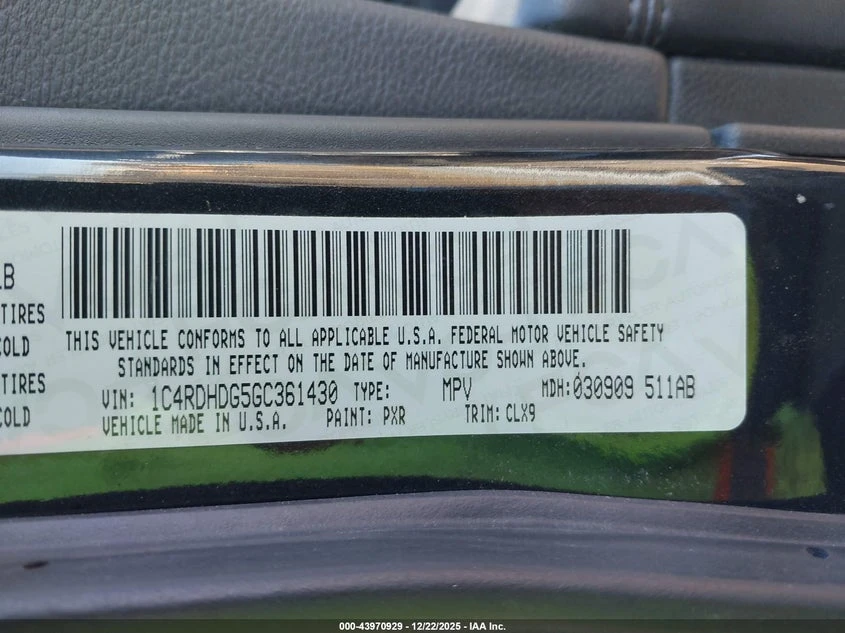 LB
TIRES
COLD
TIRES
COLD
THIS VEHICLE CONFORMS TO ALL APPLICABLE U.S.A. FEDERAL MOTOR VEHICLE SAFETY
STANDARDS IN EFFECT ON THE DATE OF MANUFACTURE SHOWN ABOVE.
VIN: 1C4RDHDG5GC361430 TYPE: MPV MDH: 030909 511AB
VEHICLE MADE IN U.S.A. PAINT: PXR TRIM: CLX9
000-43970929 - 12/22/2025 - IAA Inc.